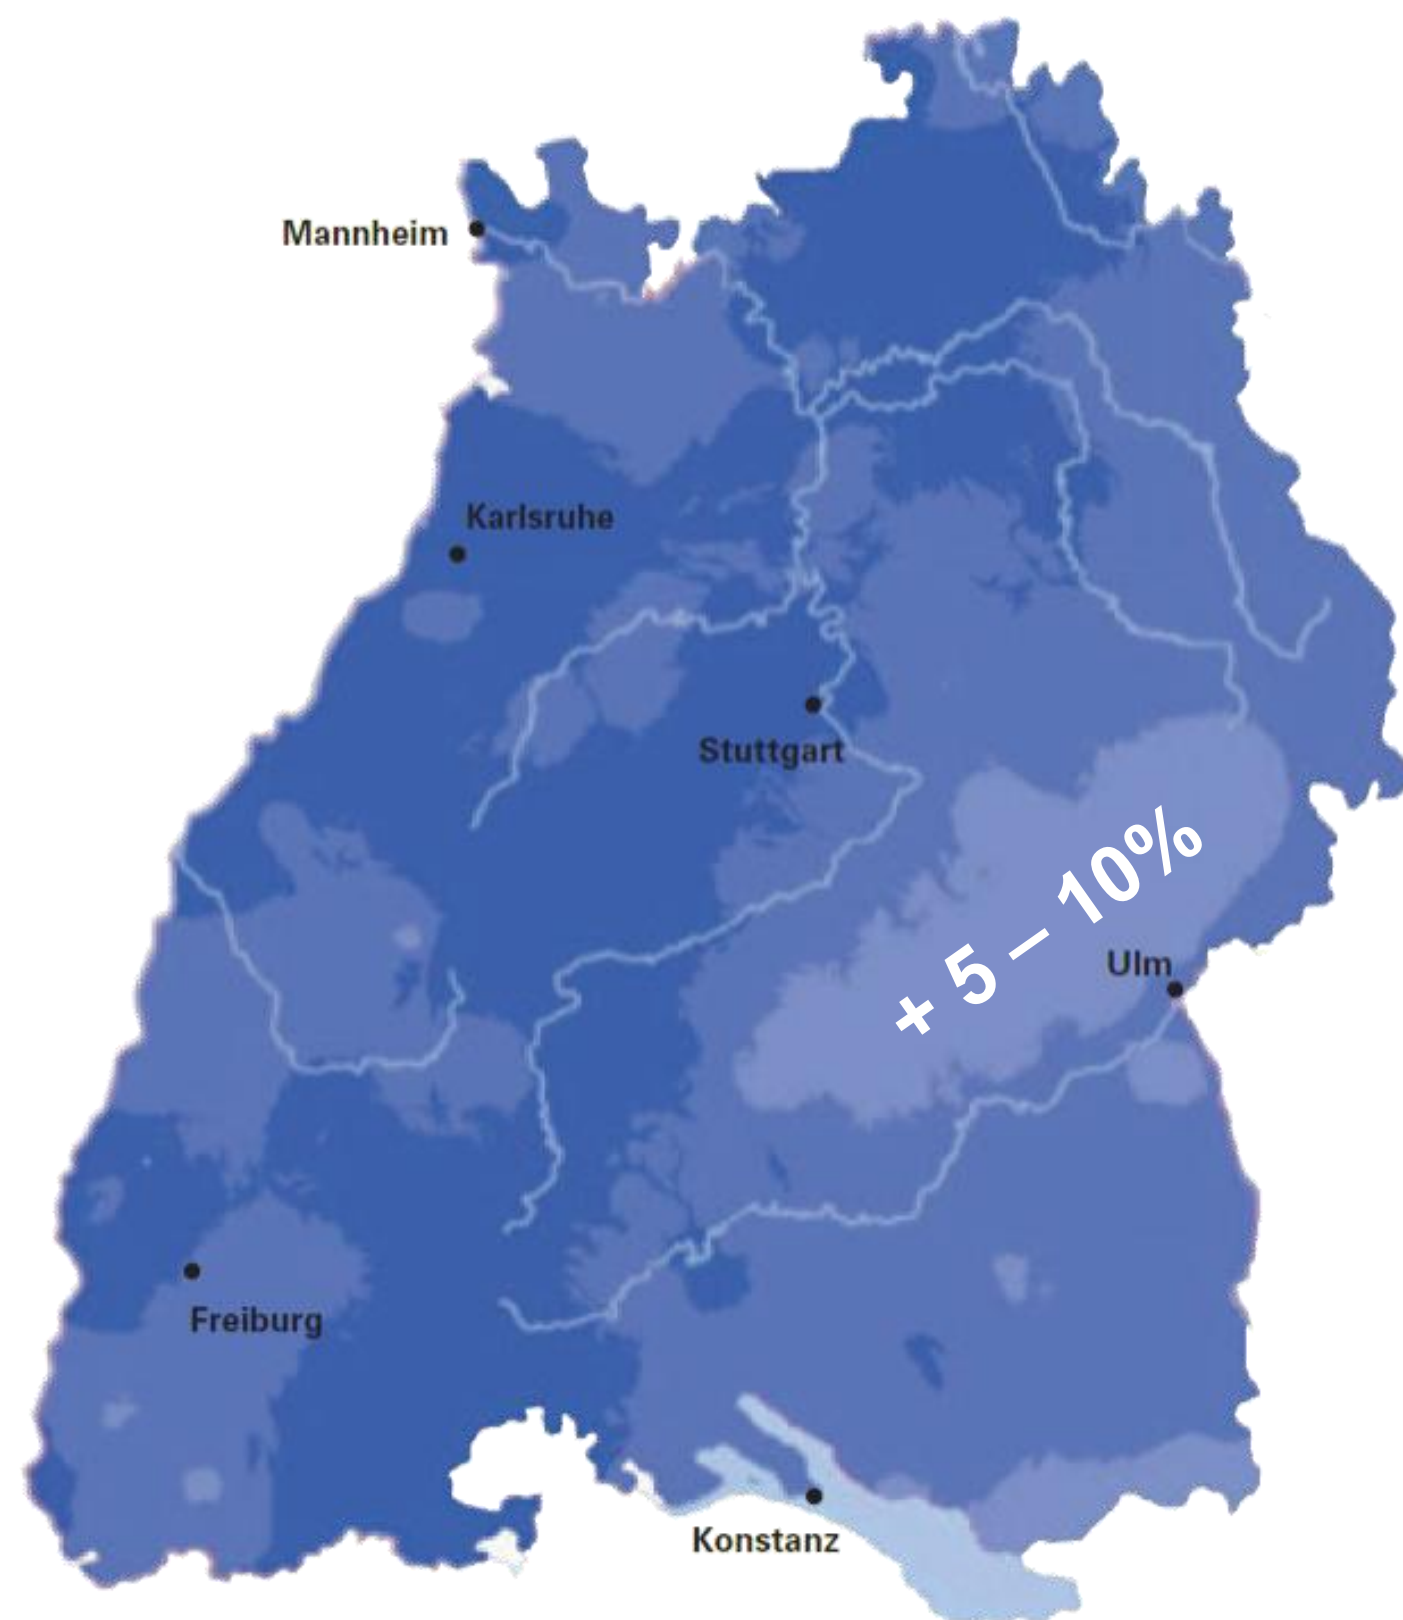 Mannheim
Karlsruhe
Stuttgart
+ 5 – 10%
Ulm
Freiburg
Konstanz